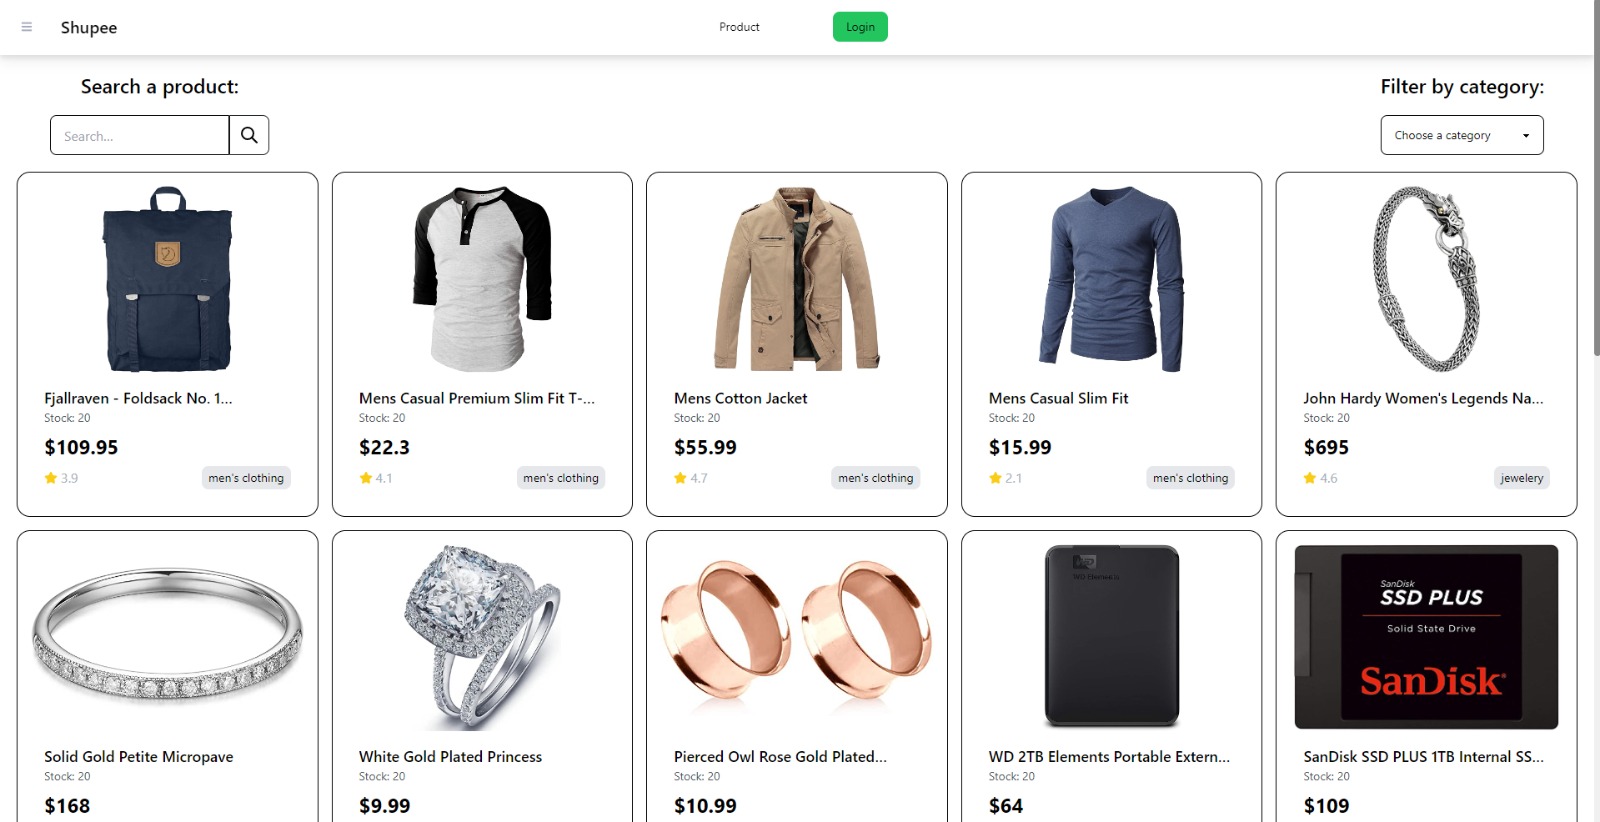 Shupee
Product
Login
Search a product:
Filter by category:
Search...
Choose a category
Fjallraven - Foldsack No. 1...
Stock: 20
$109.95
3.9
men's clothing
Mens Casual Premium Slim Fit T-...
Stock: 20
$22.3
4.1
men's clothing
Mens Cotton Jacket
Stock: 20
$55.99
4.7
men's clothing
Mens Casual Slim Fit
Stock: 20
$15.99
2.1
men's clothing
John Hardy Women's Legends Na...
Stock: 20
$695
4.6
jewelery
Solid Gold Petite Micropave
Stock: 20
$168
White Gold Plated Princess
Stock: 20
$9.99
Pierced Owl Rose Gold Plated...
Stock: 20
$10.99
WD
WD Elements
WD 2TB Elements Portable Extern...
Stock: 20
$64
SanDisk
SSD PLUS
Solid State Drive
SanDisk®
SanDisk SSD PLUS 1TB Internal SS...
Stock: 20
$109